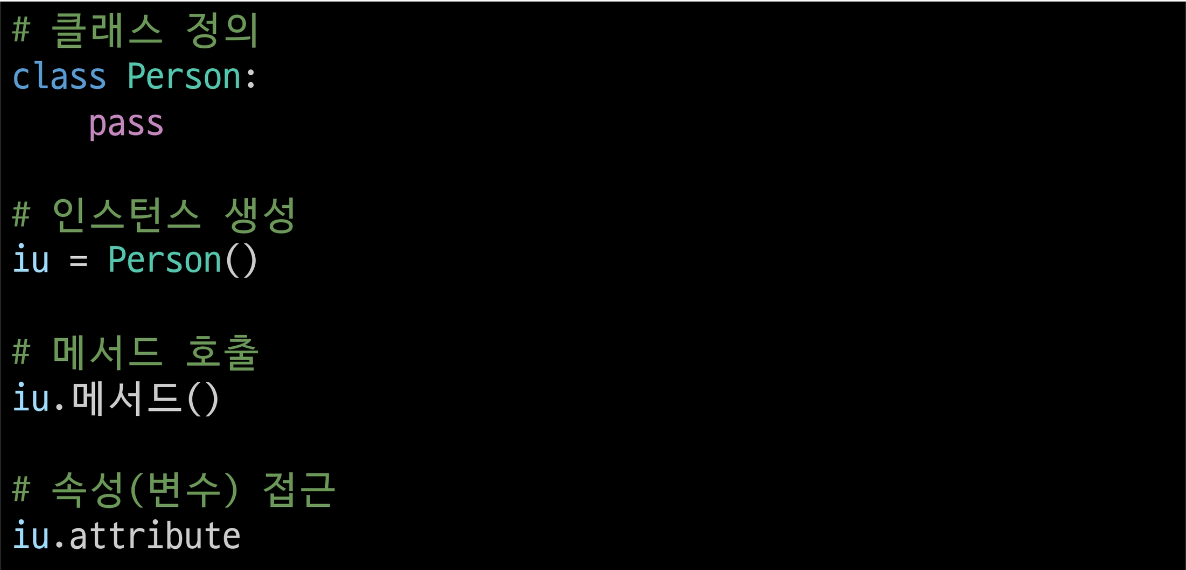 # 클래스 정의
class Person:
    pass
# 인스턴스 생성
iu = Person()
# 메서드 호출
iu.메서드()
# 속성(변수) 접근
iu.attribute